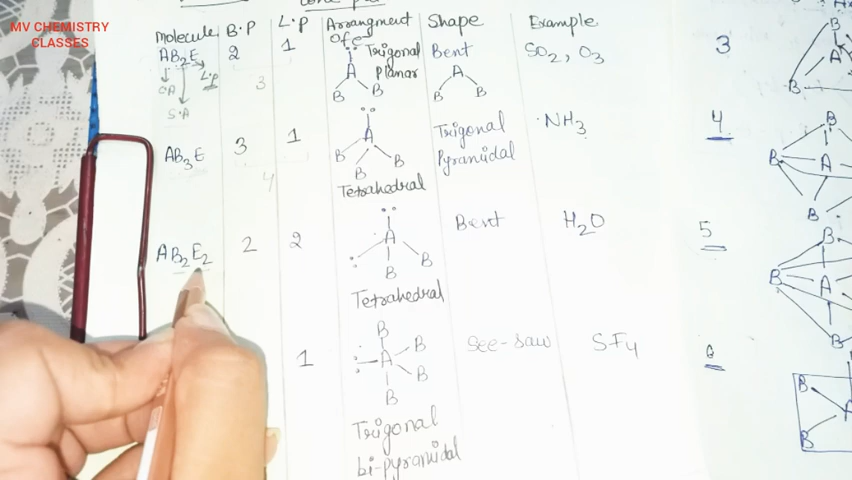 MV CHEMISTRY
CLASSES
lone pair
Molecule B.P L.P Arrangment of e⁻ Shape Example
AB2E 2 1 Trigonal Planar Bent SO2, O3
L.p
C.A
S.A
3
A
B B
A
B B
AB3E 3 1 Trigonal Pyramidal NH3
4
A
B B B
Tetrahedral
AB2E2 2 2 Bent H2O
A
B B
Tetrahedral
1 See-saw SF4
B
A B
B
B
Trigonal
bi-pyramidal
3
B
A
B
4
B
B A
B
5
B
B A
B
6
B
A
B